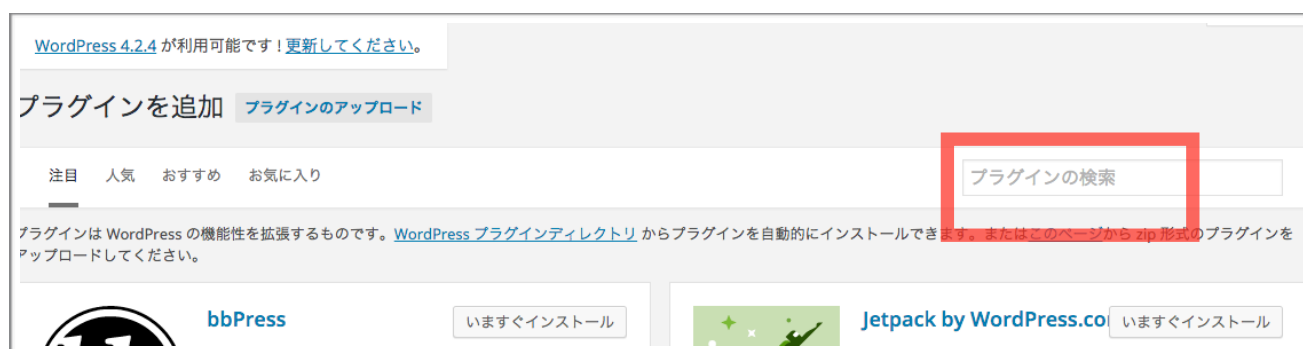 WordPress 4.2.4 が利用可能です ! 更新してください。
プラグインを追加 プラグインのアップロード
注目 人気 おすすめ お気に入り プラグインの検索
プラグインは WordPress の機能性を拡張するものです。WordPress プラグインディレクトリ からプラグインを自動的にインストールできます。またはこのページから zip 形式のプラグインを
アップロードしてください。
bbPress いますぐインストール Jetpack by WordPress.co いますぐインストール